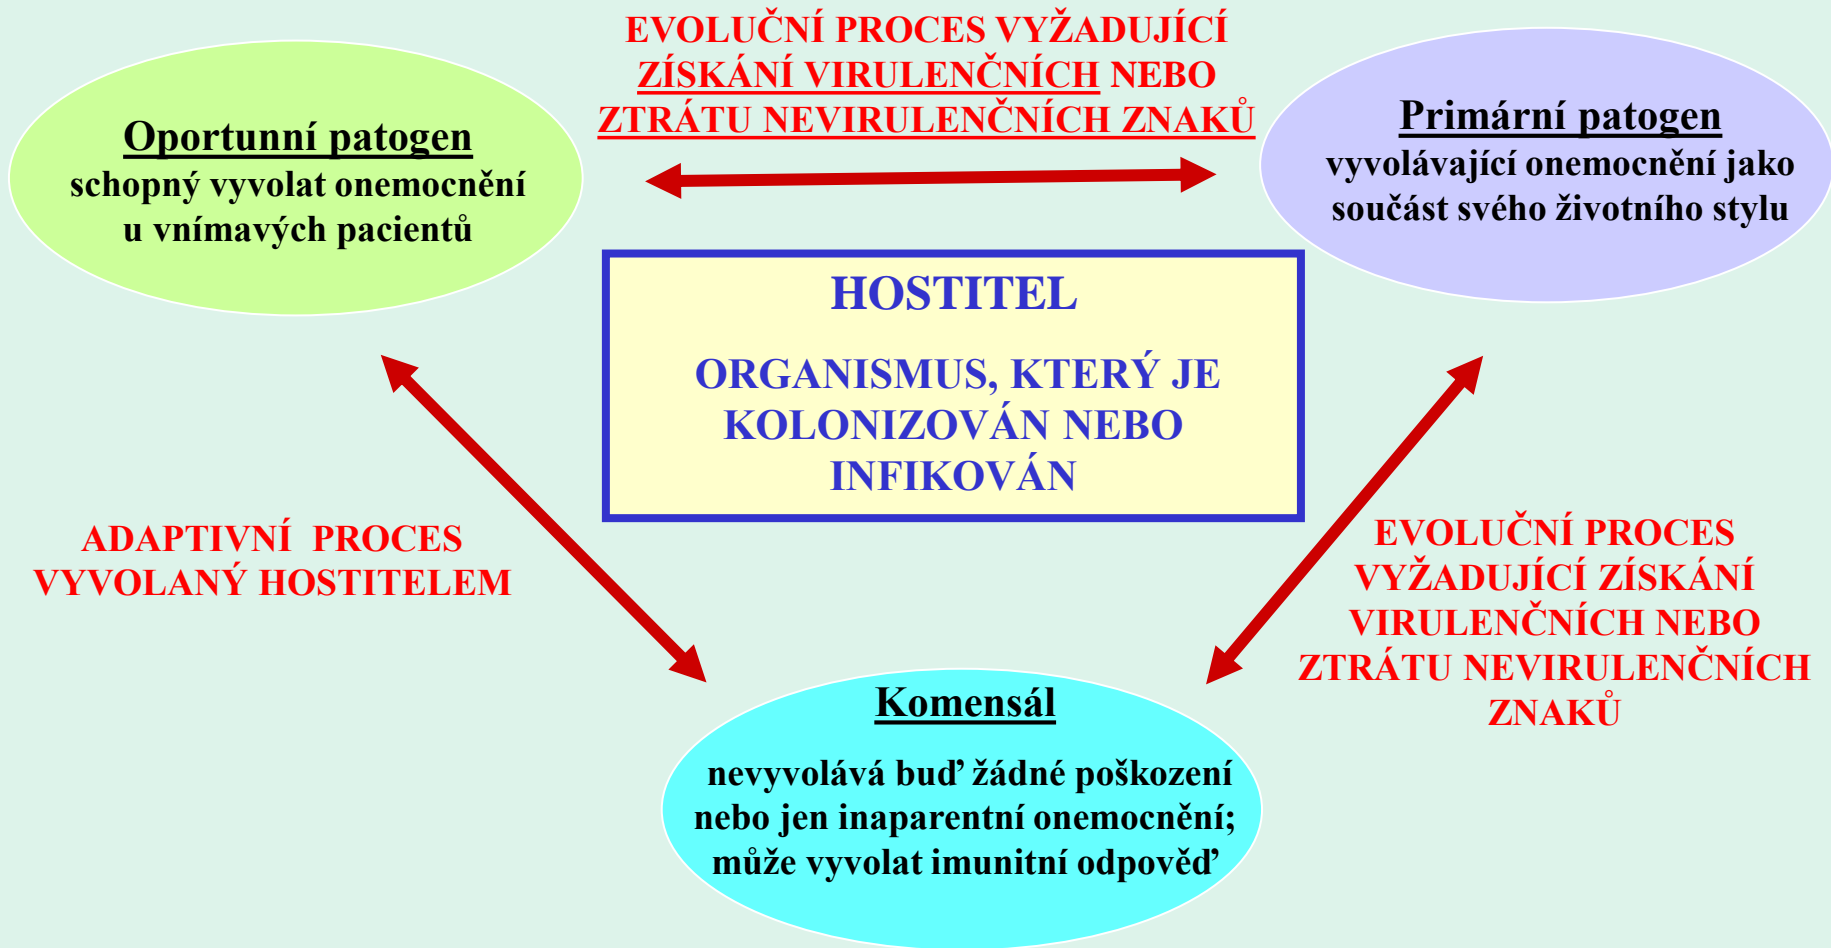 EVOLUČNÍ PROCES VYŽADUJÍCÍ
ZÍSKÁNÍ VIRULENČNÍCH NEBO
ZTRÁTU NEVIRULENČNÍCH ZNAKŮ
Oportunní patogen
schopný vyvolat onemocnění
u vnímavých pacientů
Primární patogen
vyvolávající onemocnění jako
součást svého životního stylu
HOSTITEL
ORGANISMUS, KTERÝ JE
KOLONIZOVÁN NEBO
INFIKOVÁN
ADAPTIVNÍ PROCES
VYVOLANÝ HOSTITELEM
EVOLUČNÍ PROCES
VYŽADUJÍCÍ ZÍSKÁNÍ
VIRULENČNÍCH NEBO
ZTRÁTU NEVIRULENČNÍCH
ZNAKŮ
Komensál
nevyvolává buď žádné poškození
nebo jen inaparentní onemocnění;
může vyvolat imunitní odpověď